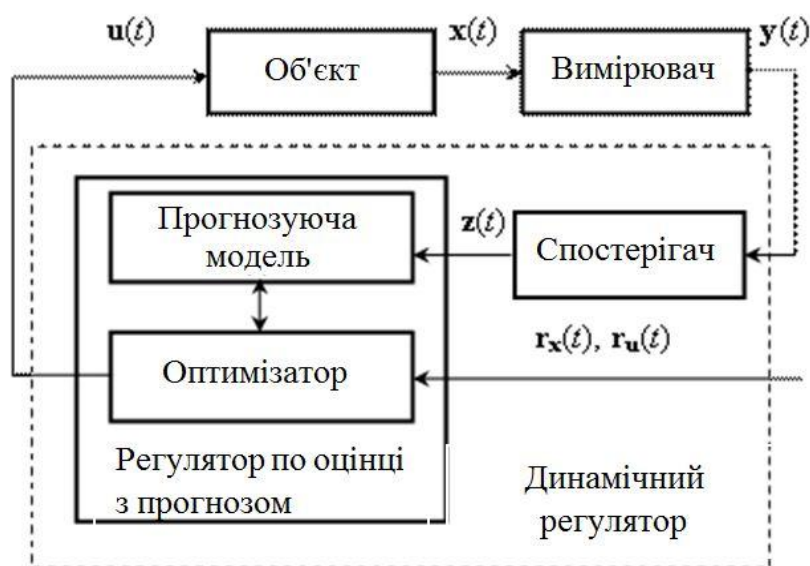 u(t)
x(t)
y(t)
Об'єкт
Вимірювач
Прогнозуюча
модель
z(t)
Спостерігач
rx(t), ru(t)
Оптимізатор
Регулятор по оцінці
з прогнозом
Динамічний
регулятор